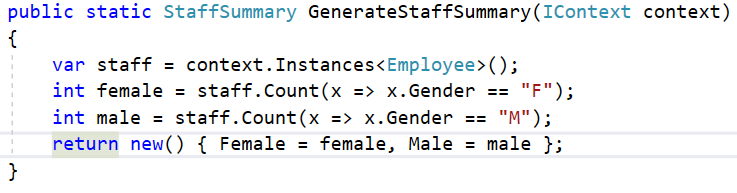 public static StaffSummary GenerateStaffSummary(IContext context)
{
    var staff = context.Instances<Employee>();
    int female = staff.Count(x => x.Gender == "F");
    int male = staff.Count(x => x.Gender == "M");
    return new() { Female = female, Male = male };
}